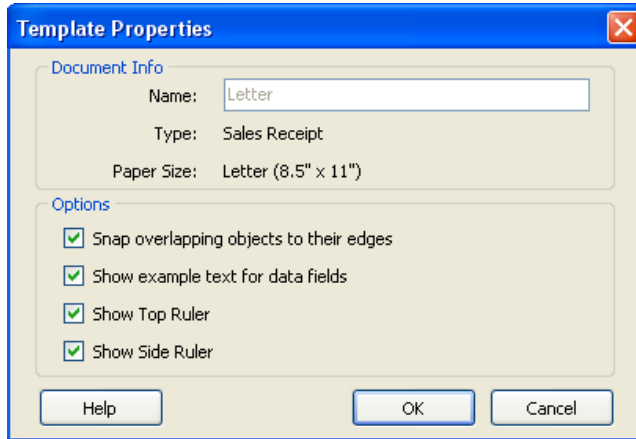 Template Properties
Document Info
Name: Letter
Type: Sales Receipt
Paper Size: Letter (8.5" x 11")
Options
Snap overlapping objects to their edges
Show example text for data fields
Show Top Ruler
Show Side Ruler
Help OK Cancel